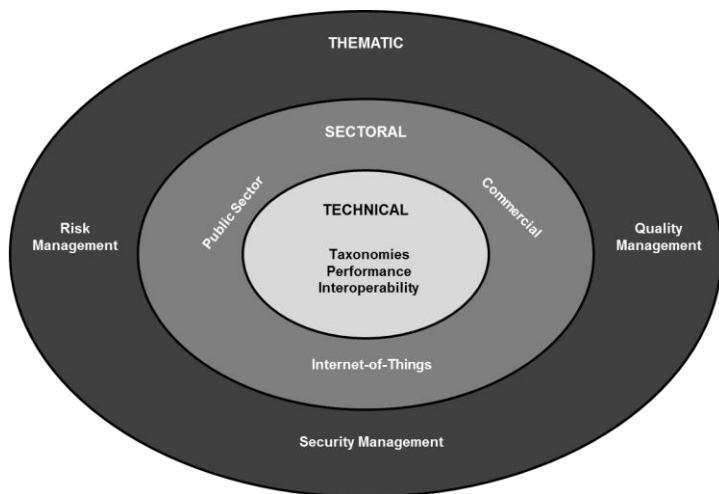 THEMATIC
SECTORAL
Public Sector
Commercial
TECHNICAL
Risk
Management
Quality
Management
Taxonomies
Performance
Interoperability
Internet-of-Things
Security Management